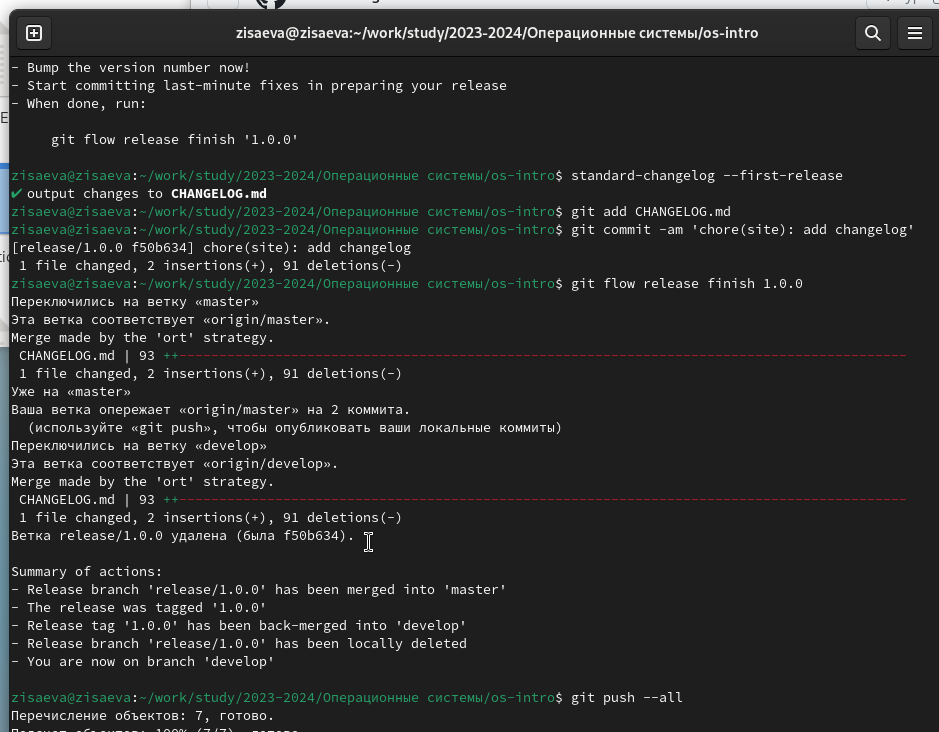 zisaeva@zisaeva:~/work/study/2023-2024/Операционные системы/os-intro
- Bump the version number now!
- Start committing last-minute fixes in preparing your release
- When done, run:
git flow release finish '1.0.0'
zisaeva@zisaeva:~/work/study/2023-2024/Операционные системы/os-intro$ standard-changelog --first-release
✔ output changes to CHANGELOG.md
zisaeva@zisaeva:~/work/study/2023-2024/Операционные системы/os-intro$ git add CHANGELOG.md
zisaeva@zisaeva:~/work/study/2023-2024/Операционные системы/os-intro$ git commit -am 'chore(site): add changelog'
[release/1.0.0 f50b634] chore(site): add changelog
1 file changed, 2 insertions(+), 91 deletions(-)
zisaeva@zisaeva:~/work/study/2023-2024/Операционные системы/os-intro$ git flow release finish 1.0.0
Переключились на ветку «master»
Эта ветка соответствует «origin/master».
Merge made by the 'ort' strategy.
CHANGELOG.md | 93 ++-------------------------------------------------------------------------------------------
1 file changed, 2 insertions(+), 91 deletions(-)
Уже на «master»
Ваша ветка опережает «origin/master» на 2 коммита.
(используйте «git push», чтобы опубликовать ваши локальные коммиты)
Переключились на ветку «develop»
Эта ветка соответствует «origin/develop».
Merge made by the 'ort' strategy.
CHANGELOG.md | 93 ++-------------------------------------------------------------------------------------------
1 file changed, 2 insertions(+), 91 deletions(-)
Ветка release/1.0.0 удалена (была f50b634).
Summary of actions:
- Release branch 'release/1.0.0' has been merged into 'master'
- The release was tagged '1.0.0'
- Release tag '1.0.0' has been back-merged into 'develop'
- Release branch 'release/1.0.0' has been locally deleted
- You are now on branch 'develop'
zisaeva@zisaeva:~/work/study/2023-2024/Операционные системы/os-intro$ git push --all
Перечисление объектов: 7, готово.